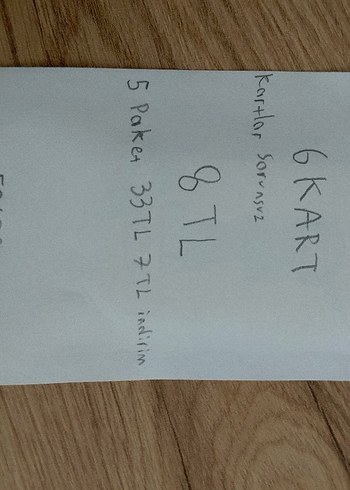 6 KART
Kartlar Sorunsuz
8 TL
5 Paket 33TL 7TL indirim